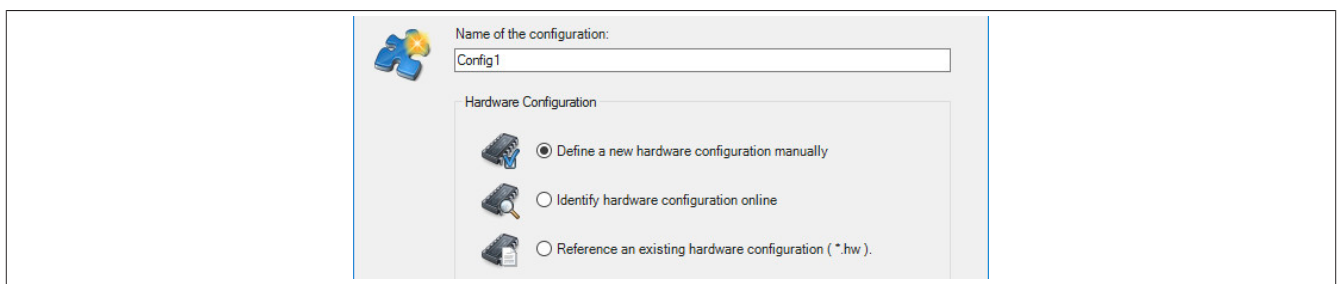 Name of the configuration:
Config1
Hardware Configuration
Define a new hardware configuration manually
Identify hardware configuration online
Reference an existing hardware configuration ( *.hw ).